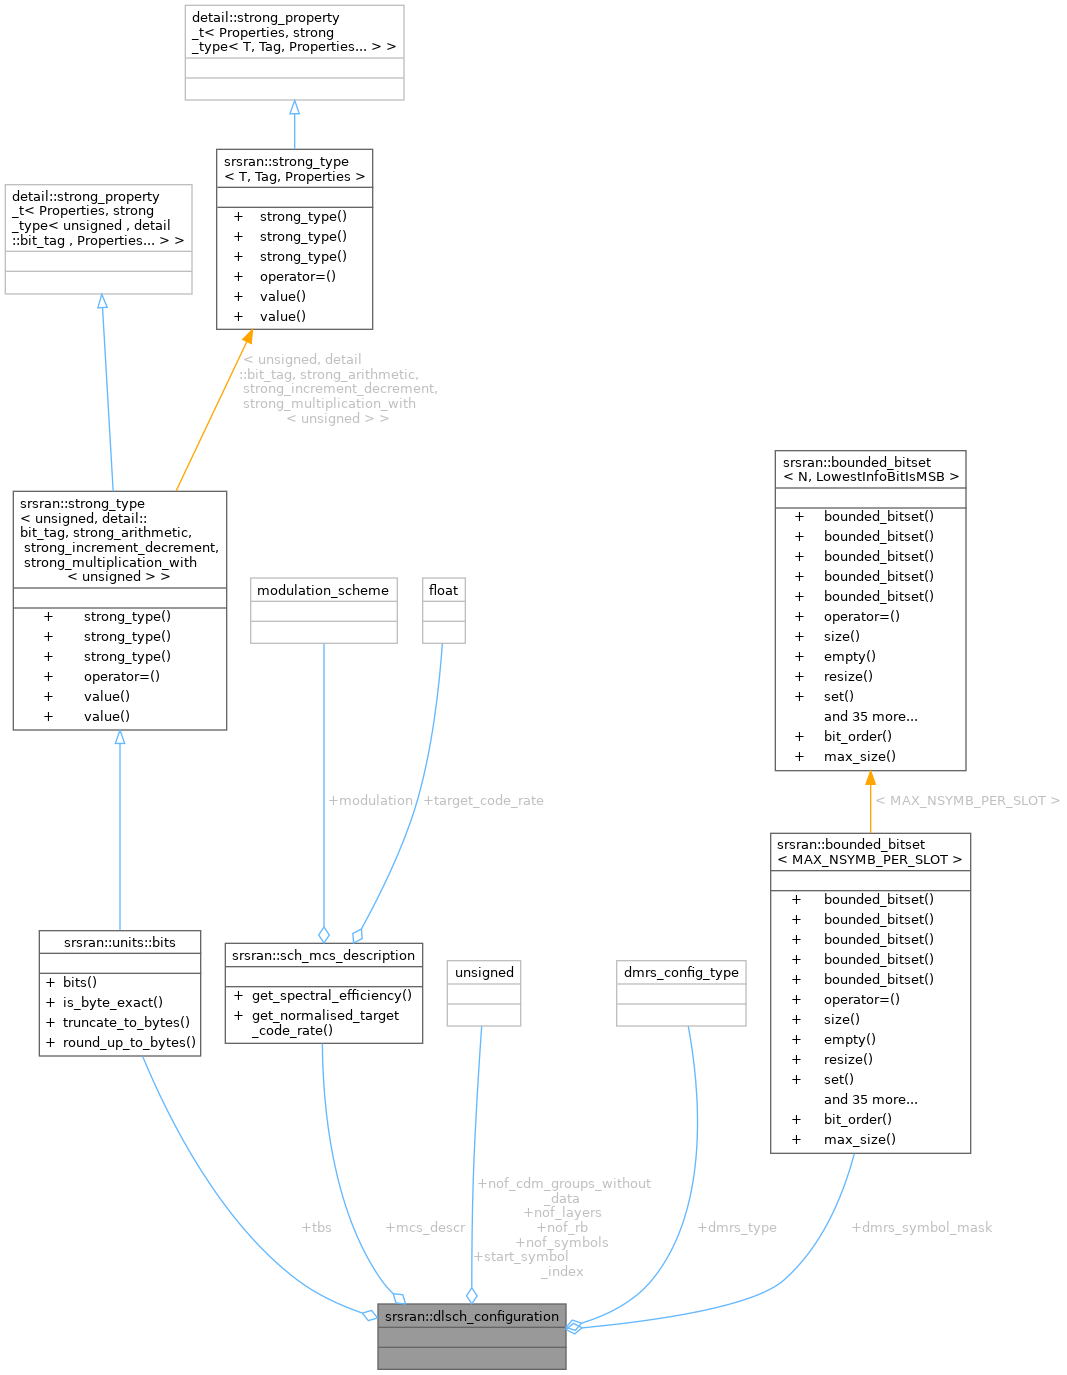 detail::strong_property
_t< Properties, strong
_type< T, Tag, Properties... > >
srsran::strong_type
< T, Tag, Properties >
+ strong_type()
+ strong_type()
+ strong_type()
+ operator=()
+ value()
+ value()
detail::strong_property
_t< Properties, strong
_type< unsigned , detail
::bit_tag , Properties... > >
< unsigned, detail
::bit_tag, strong_arithmetic,
strong_increment_decrement,
strong_multiplication_with
< unsigned > >
srsran::strong_type
< unsigned, detail::
bit_tag, strong_arithmetic,
strong_increment_decrement,
strong_multiplication_with
< unsigned > >
+ strong_type()
+ strong_type()
+ strong_type()
+ operator=()
+ value()
+ value()
modulation_scheme
float
srsran::bounded_bitset
< N, LowestInfoBitIsMSB >
+ bounded_bitset()
+ bounded_bitset()
+ bounded_bitset()
+ bounded_bitset()
+ bounded_bitset()
+ operator=()
+ size()
+ empty()
+ resize()
+ set()
and 35 more...
+ bit_order()
+ max_size()
+modulation
+target_code_rate
< MAX_NSYMB_PER_SLOT >
srsran::bounded_bitset
< MAX_NSYMB_PER_SLOT >
+ bounded_bitset()
+ bounded_bitset()
+ bounded_bitset()
+ bounded_bitset()
+ bounded_bitset()
+ operator=()
+ size()
+ empty()
+ resize()
+ set()
and 35 more...
+ bit_order()
+ max_size()
srsran::units::bits
+ bits()
+ is_byte_exact()
+ truncate_to_bytes()
+ round_up_to_bytes()
srsran::sch_mcs_description
+ get_spectral_efficiency()
+ get_normalised_target
_code_rate()
unsigned
dmrs_config_type
+tbs
+mcs_descr
+nof_cdm_groups_without
_data
+nof_layers
+nof_rb
+nof_symbols
+start_symbol
_index
+dmrs_type
+dmrs_symbol_mask
srsran::dlsch_configuration